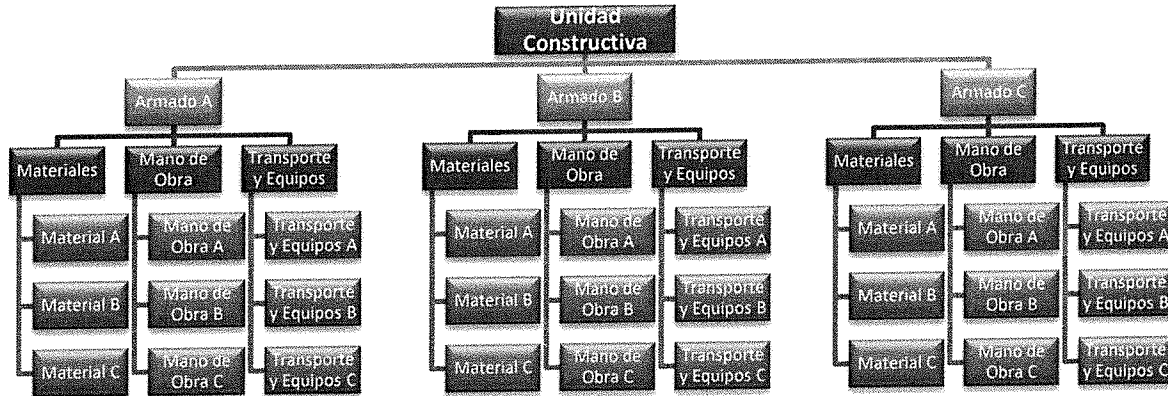 Unidad
Constructiva
Armado A
Armado B
Armado C
Materiales
Mano de
Obra
Transporte
y Equipos
Materiales
Mano de
Obra
Transporte
y Equipos
Materiales
Mano de
Obra
Transporte
y Equipos
Material A
Mano de
Obra A
Transporte
y Equipos A
Material A
Mano de
Obra A
Transporte
y Equipos A
Material A
Mano de
Obra A
Transporte
y Equipos A
Material B
Mano de
Obra B
Transporte
y Equipos B
Material B
Mano de
Obra B
Transporte
y Equipos B
Material B
Mano de
Obra B
Transporte
y Equipos B
Material C
Mano de
Obra C
Transporte
y Equipos C
Material C
Mano de
Obra C
Transporte
y Equipos C
Material C
Mano de
Obra C
Transporte
y Equipos C